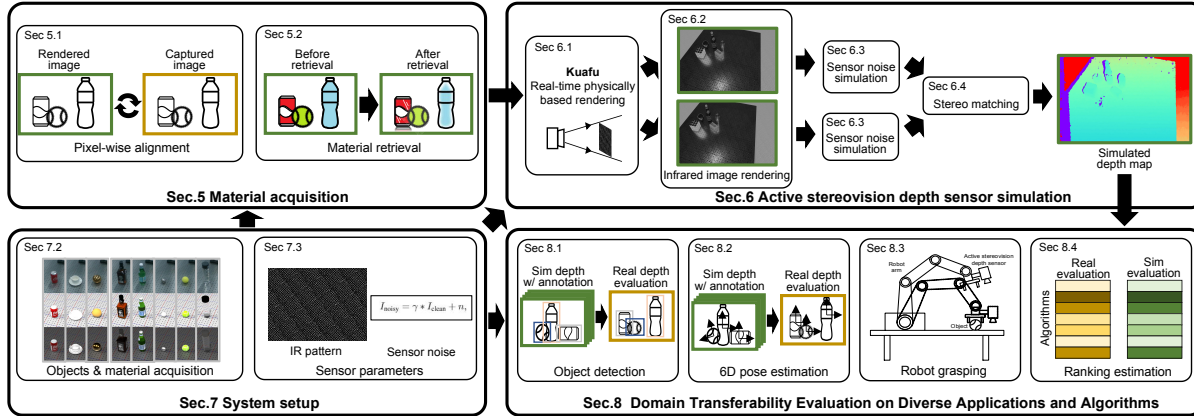 Sec 5.1
Rendered
image
Captured
image
Pixel-wise alignment
Sec 5.2
Before
retrieval
After
retrieval
Material retrieval
Sec.5 Material acquisition
Sec 6.1
Kuafu
Real-time physically
based rendering
Sec 6.2
Infrared image rendering
Sec 6.3
Sensor noise
simulation
Sec 6.3
Sensor noise
simulation
Sec 6.4
Stereo matching
Simulated
depth map
Sec.6 Active stereovision depth sensor simulation
Sec 7.2
Objects & material acquisition
Sec 7.3
IR pattern
I_noisy = γ * I_clean + n,
Sensor noise
Sensor parameters
Sec.7 System setup
Sec 8.1
Sim depth
w/ annotation
Real depth
evaluation
Object detection
Sec 8.2
Sim depth
w/ annotation
Real depth
evaluation
6D pose estimation
Sec 8.3
Robot
arm
Active stereovision
depth sensor
Object
Robot grasping
Sec 8.4
Real
evaluation
Sim
evaluation
Algorithms
Ranking estimation
Sec.8 Domain Transferability Evaluation on Diverse Applications and Algorithms